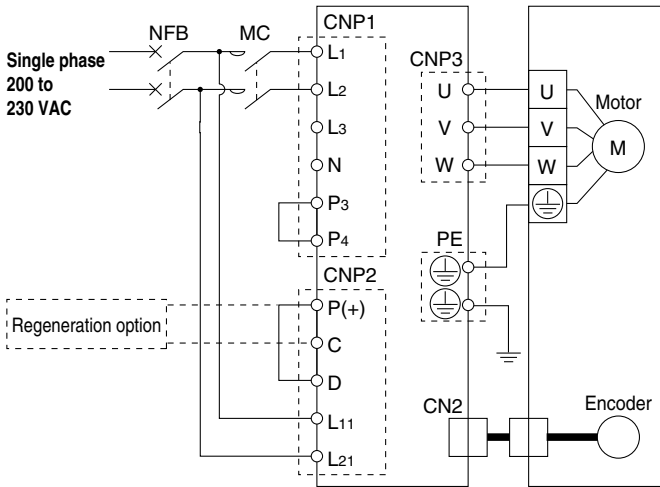 NFB
MC
CNP1
Single phase
200 to
230 VAC
L1
L2
L3
N
P3
P4
CNP3
U
V
W
U
V
W
Motor
M
PE
CNP2
Regeneration option
P(+)
C
D
L11
L21
CN2
Encoder